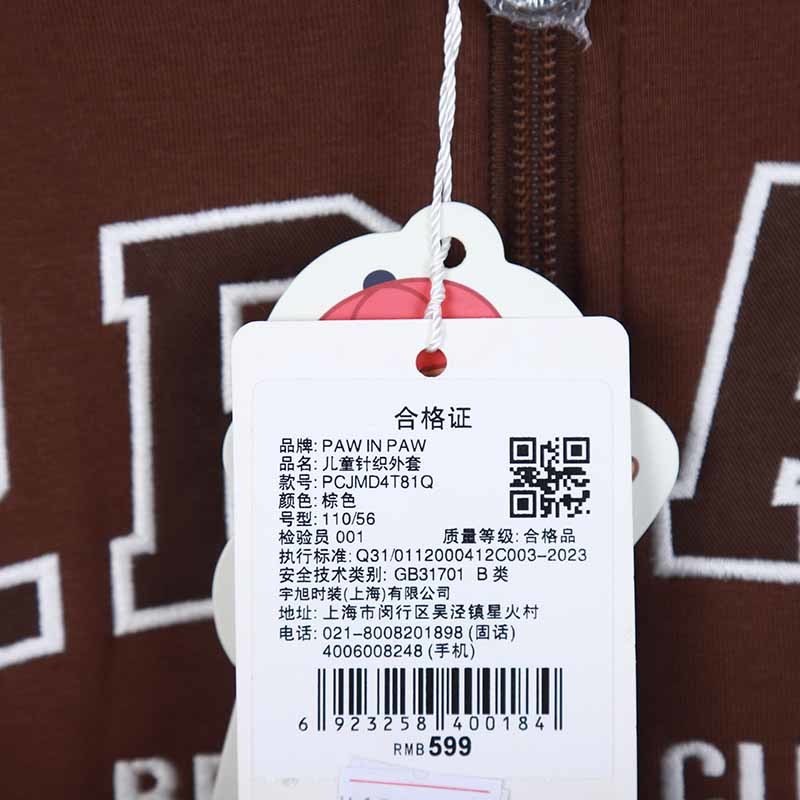 合格证
品牌: PAW IN PAW
品名: 儿童针织外套
款号: PCJMD4T81Q
颜色: 棕色
号型: 110/56
检验员 001 质量等级: 合格品
执行标准: Q31/0112000412C003-2023
安全技术类别: GB31701 B 类
宇旭时装(上海)有限公司
地址: 上海市闵行区吴泾镇星火村
电话: 021-8008201898 (固话)
4006008248 (手机)
6 923258 400184
RMB 599